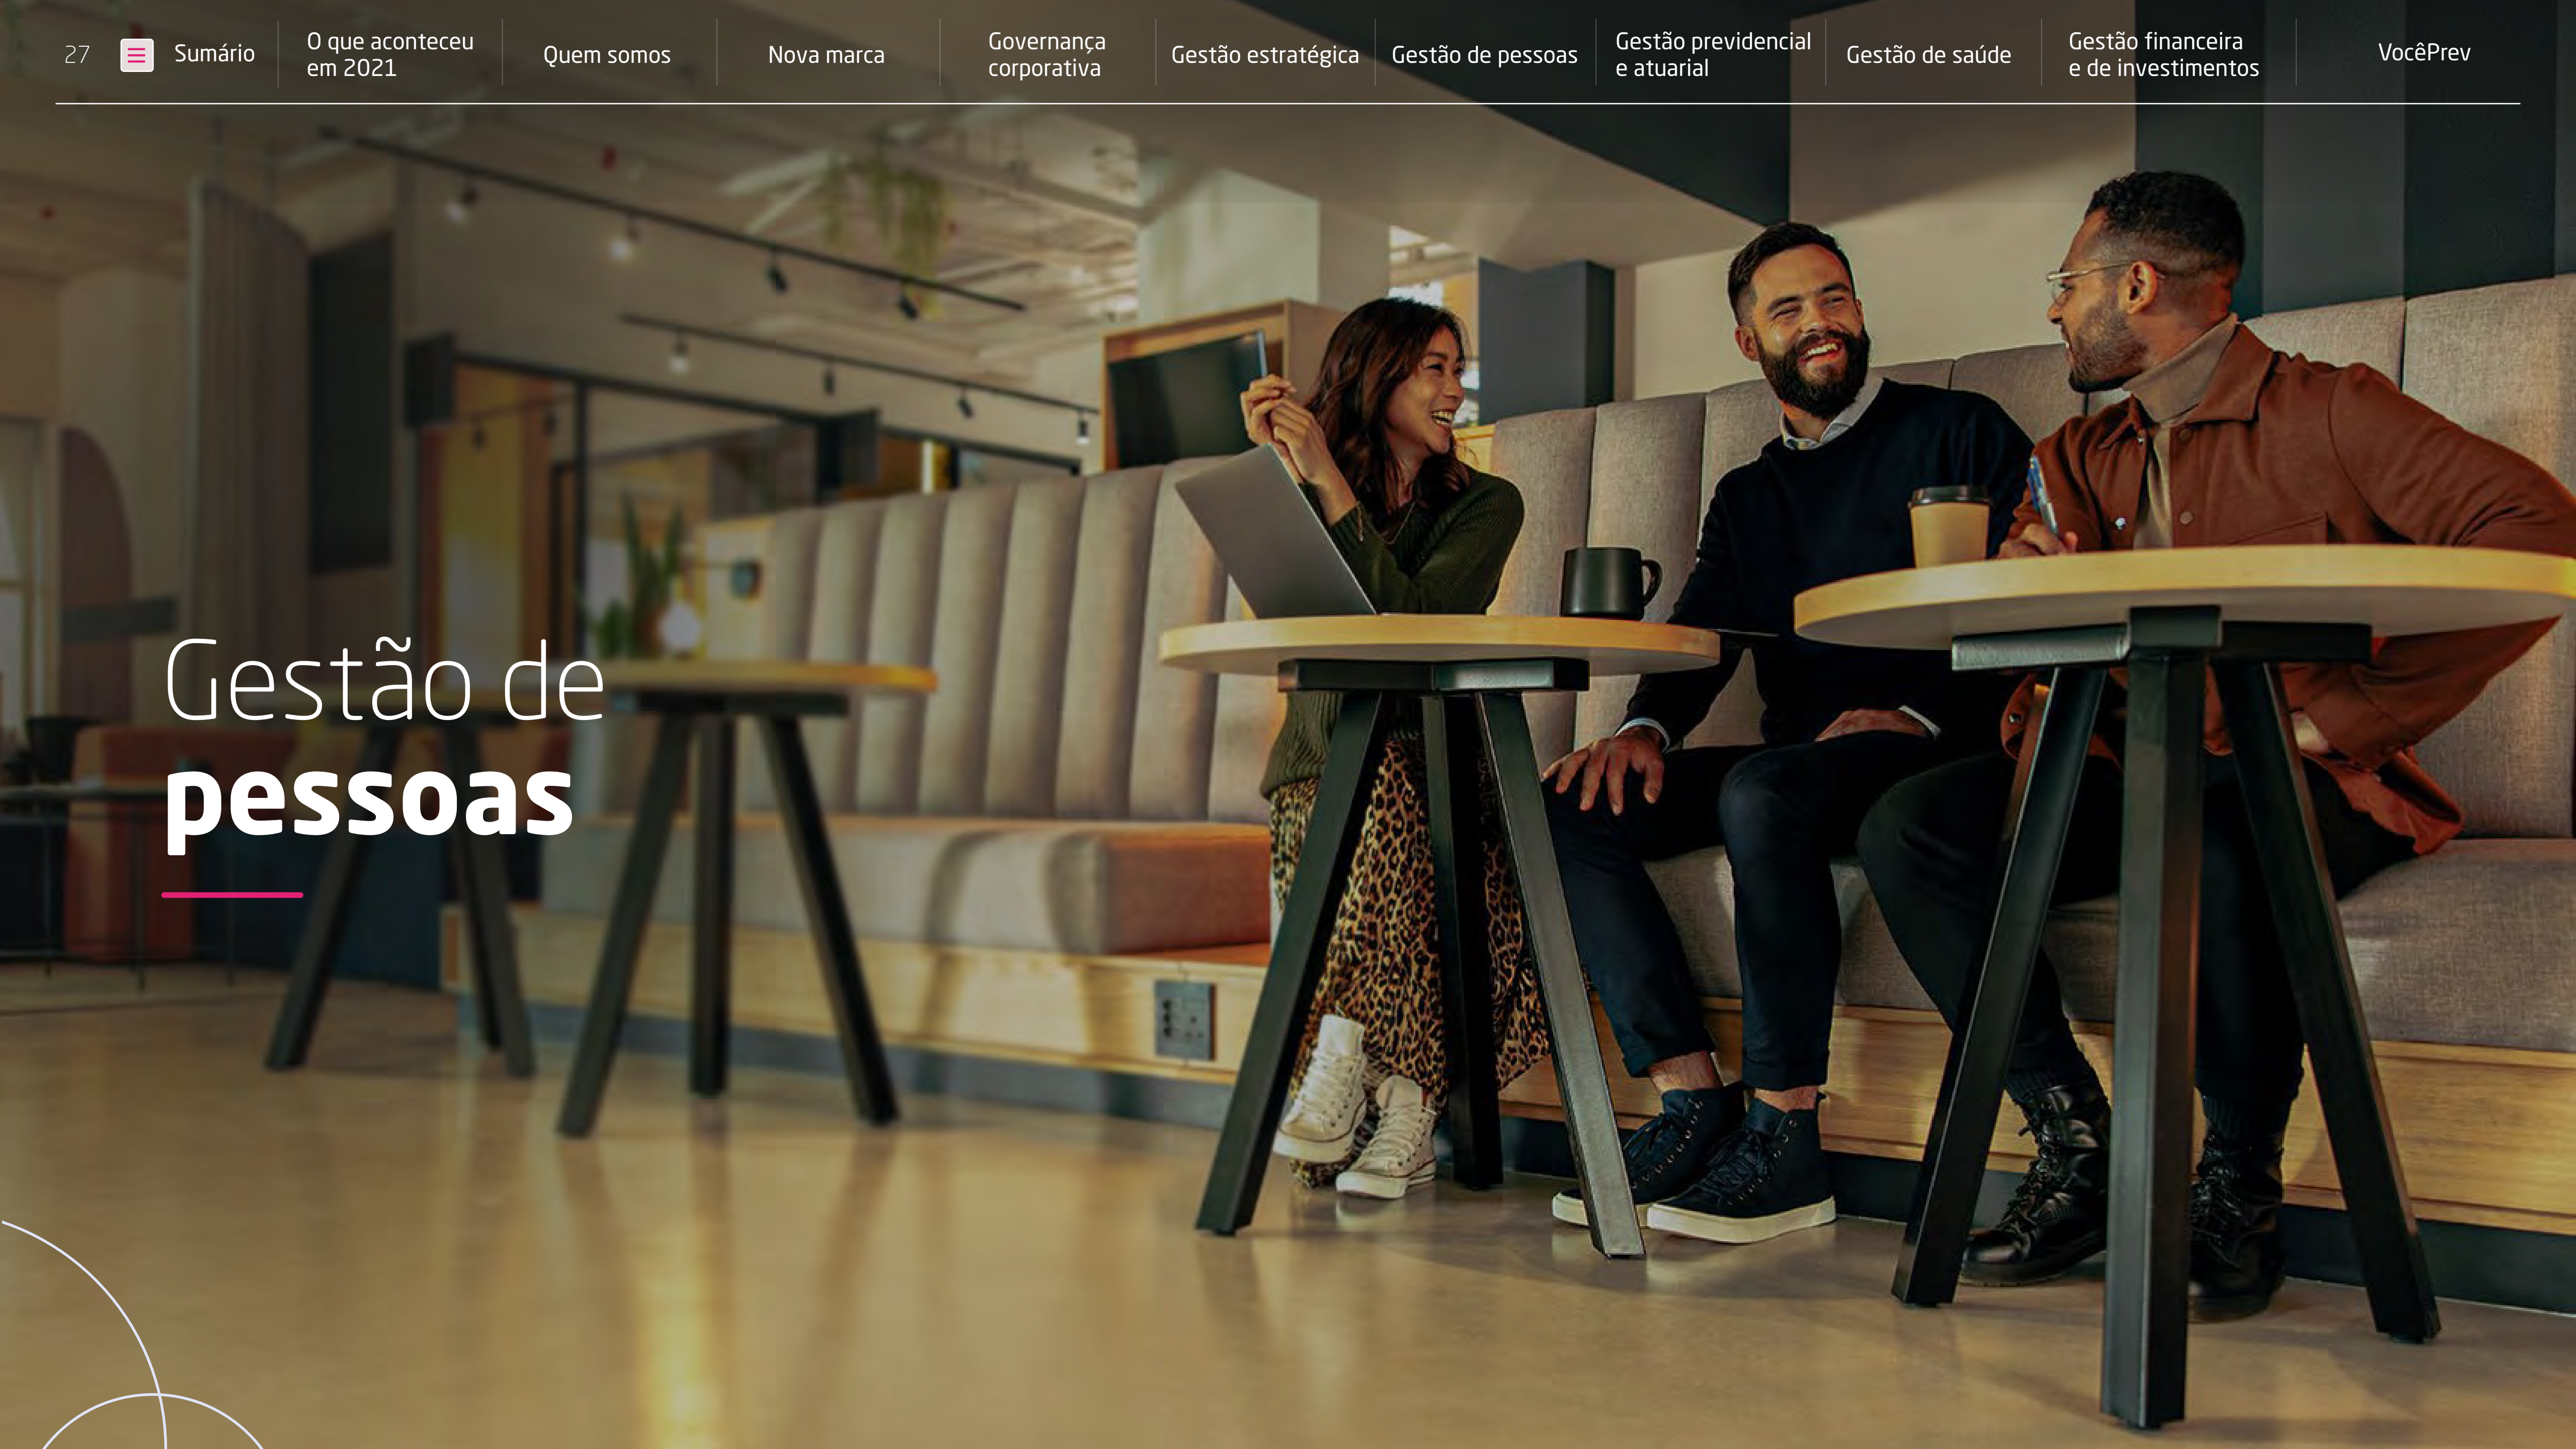 27
Sumário
O que aconteceu
em 2021
Quem somos
Nova marca
Governança
corporativa
Gestão estratégica
Gestão de pessoas
Gestão previdencial
e atuarial
Gestão de saúde
Gestão financeira
e de investimentos
VocêPrev
Gestão de
pessoas